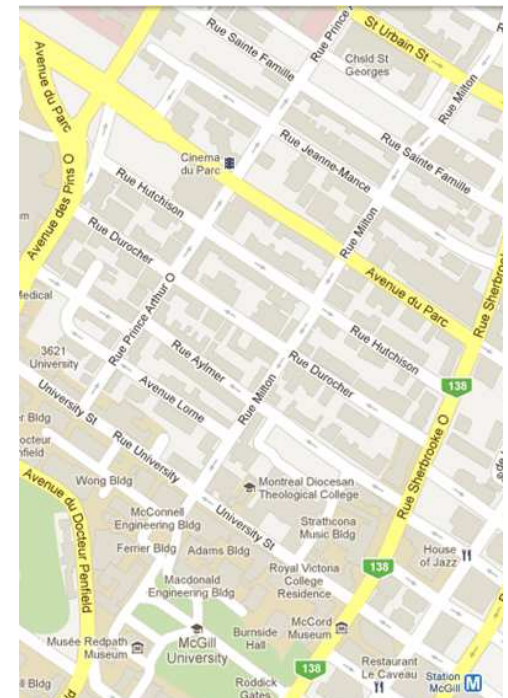 Rue Sainte Famille
Rue Prince
St Urbain St
Avenue du Parc
Chsld St
Georges
Rue Milton
Cinema
du Parc
Rue Jeanne-Mance
Rue Sainte Famille
Avenue des Pins O
Rue Hutchison
Rue Milton
Rue Durocher
Avenue du Parc
Rue Sherbrooke
Medical
Rue Prince Arthur O
3621
University
Rue Aylmer
Rue Hutchison
Rue Durocher
138
Avenue Lorne
Rue Milton
University St
r Bldg
Rue University
octeur
nfield
Rue Sherbrooke O
Wong Bldg
Montreal Diocesan
Theological College
Avenue du Docteur Penfield
McConnell
Engineering Bldg
University St
Strathcona
Music Bldg
Ferrier Bldg
Adams Bldg
House
of Jazz
Royal Victoria
College
Residence
138
Macdonald
Engineering Bldg
McCord
Museum
Musée Redpath
Museum
McGill
University
Burnside
Hall
138
Restaurant
Le Caveau
Station
McGill
M
ll Bldg
Roddick
Gates